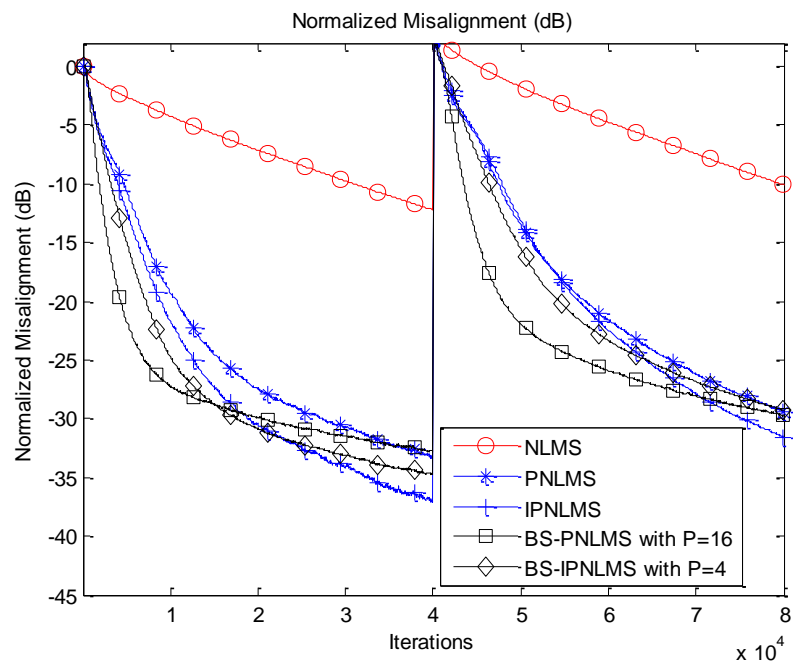 Normalized Misalignment (dB)
Normalized Misalignment (dB)
0
-5
-10
-15
-20
-25
-30
-35
-40
-45
1
2
3
4
5
6
7
8
Iterations
x 10^4
NLMS
PNLMS
IPNLMS
BS-PNLMS with P=16
BS-IPNLMS with P=4